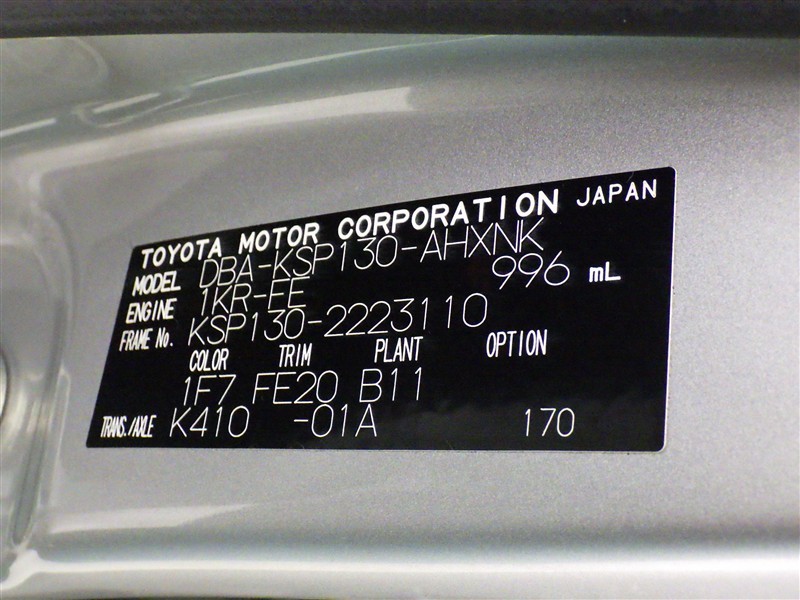 TOYOTA MOTOR CORPORATION JAPAN
MODEL DBA-KSP130-AHXNK
ENGINE 1KR-FE 996 mL
FRAME No. KSP130-2223110
COLOR TRIM PLANT OPTION
1F7 FE20 B11
TRANS./AXLE K410 -01A 170